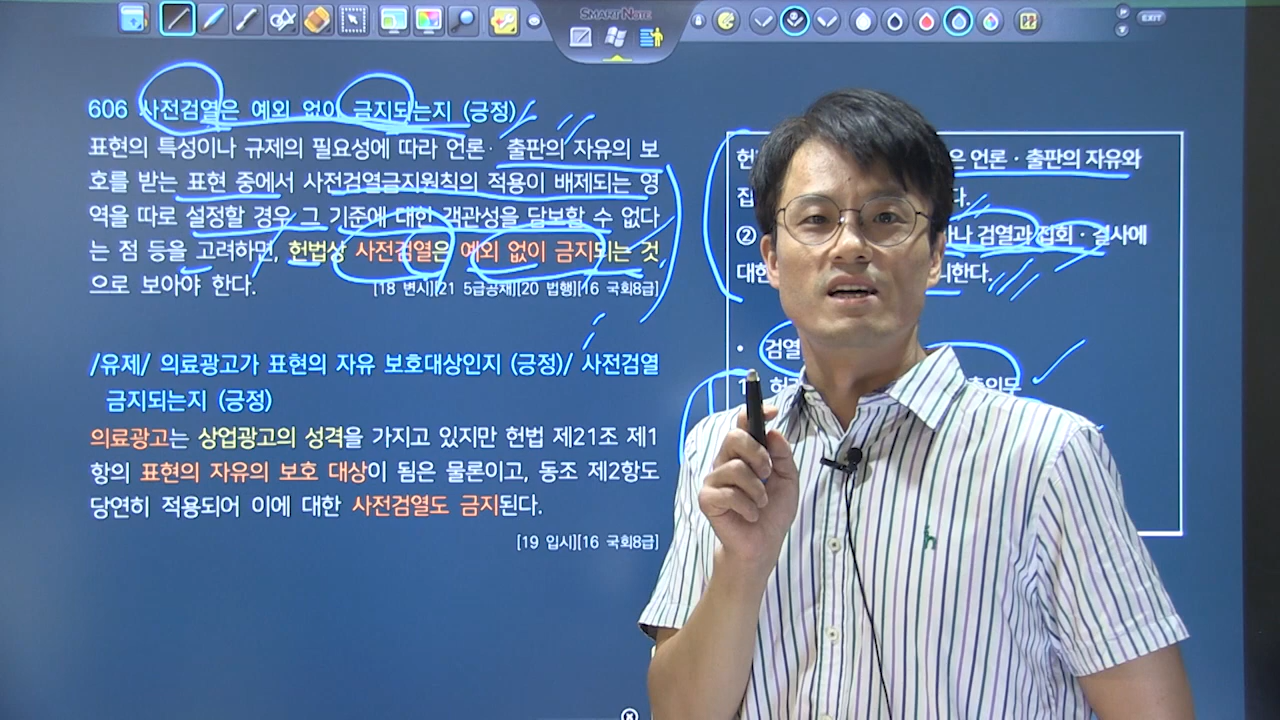 SMARTNOTE
EXIT
606 사전검열은 예외 없이 금지되는지 (긍정)
표현의 특성이나 규제의 필요성에 따라 언론· 출판의 자유의 보
호를 받는 표현 중에서 사전검열금지원칙의 적용이 배제되는 영
역을 따로 설정할 경우 그 기준에 대한 객관성을 담보할 수 없다
는 점 등을 고려하면, 헌법상 사전검열은 예외 없이 금지되는 것
으로 보아야 한다.
[18 변시][21 5급공채][20 법행][16 국회8급]
/유제/ 의료광고가 표현의 자유 보호대상인지 (긍정)/ 사전검열
금지되는지 (긍정)
의료광고는 상업광고의 성격을 가지고 있지만 헌법 제21조 제1
항의 표현의 자유의 보호 대상이 됨은 물론이고, 동조 제2항도
당연히 적용되어 이에 대한 사전검열도 금지된다.
[19 입시][16 국회8급]
언론 · 출판의 자유와
집
② 검열과 집회 · 결사에
대한
• 검열